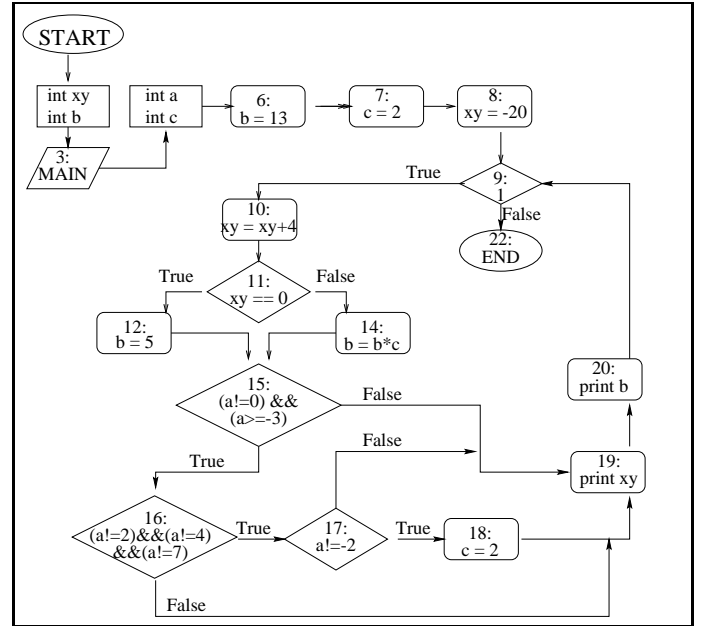 START
int xy
int b
int a
int c
6:
b = 13
7:
c = 2
8:
xy = -20
3:
MAIN
True
9:
1
False
10:
xy = xy+4
22:
END
True
11:
xy == 0
False
12:
b = 5
14:
b = b*c
15:
(a!=0) &&
(a>=-3)
False
20:
print b
True
False
19:
print xy
16:
(a!=2)&&(a!=4)
&&(a!=7)
True
17:
a!=-2
True
18:
c = 2
False